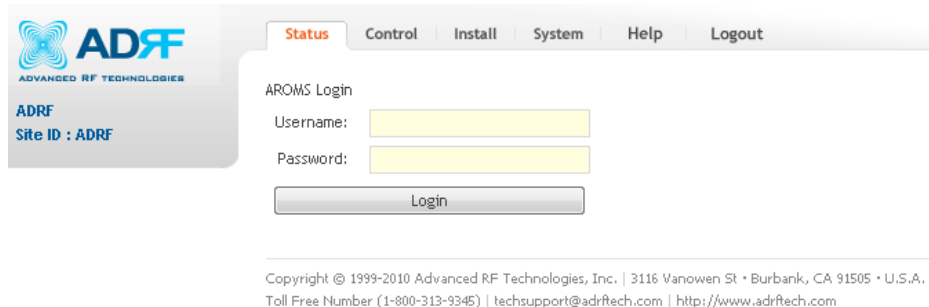 ADRF
ADVANCED RF TECHNOLOGIES
ADRF
Site ID : ADRF
Status Control Install System Help Logout
AROMS Login
Username:
Password:
Login
Copyright © 1999-2010 Advanced RF Technologies, Inc. | 3116 Vanowen St • Burbank, CA 91505 • U.S.A.
Toll Free Number (1-800-313-9345) | techsupport@adrftech.com | http://www.adrftech.com